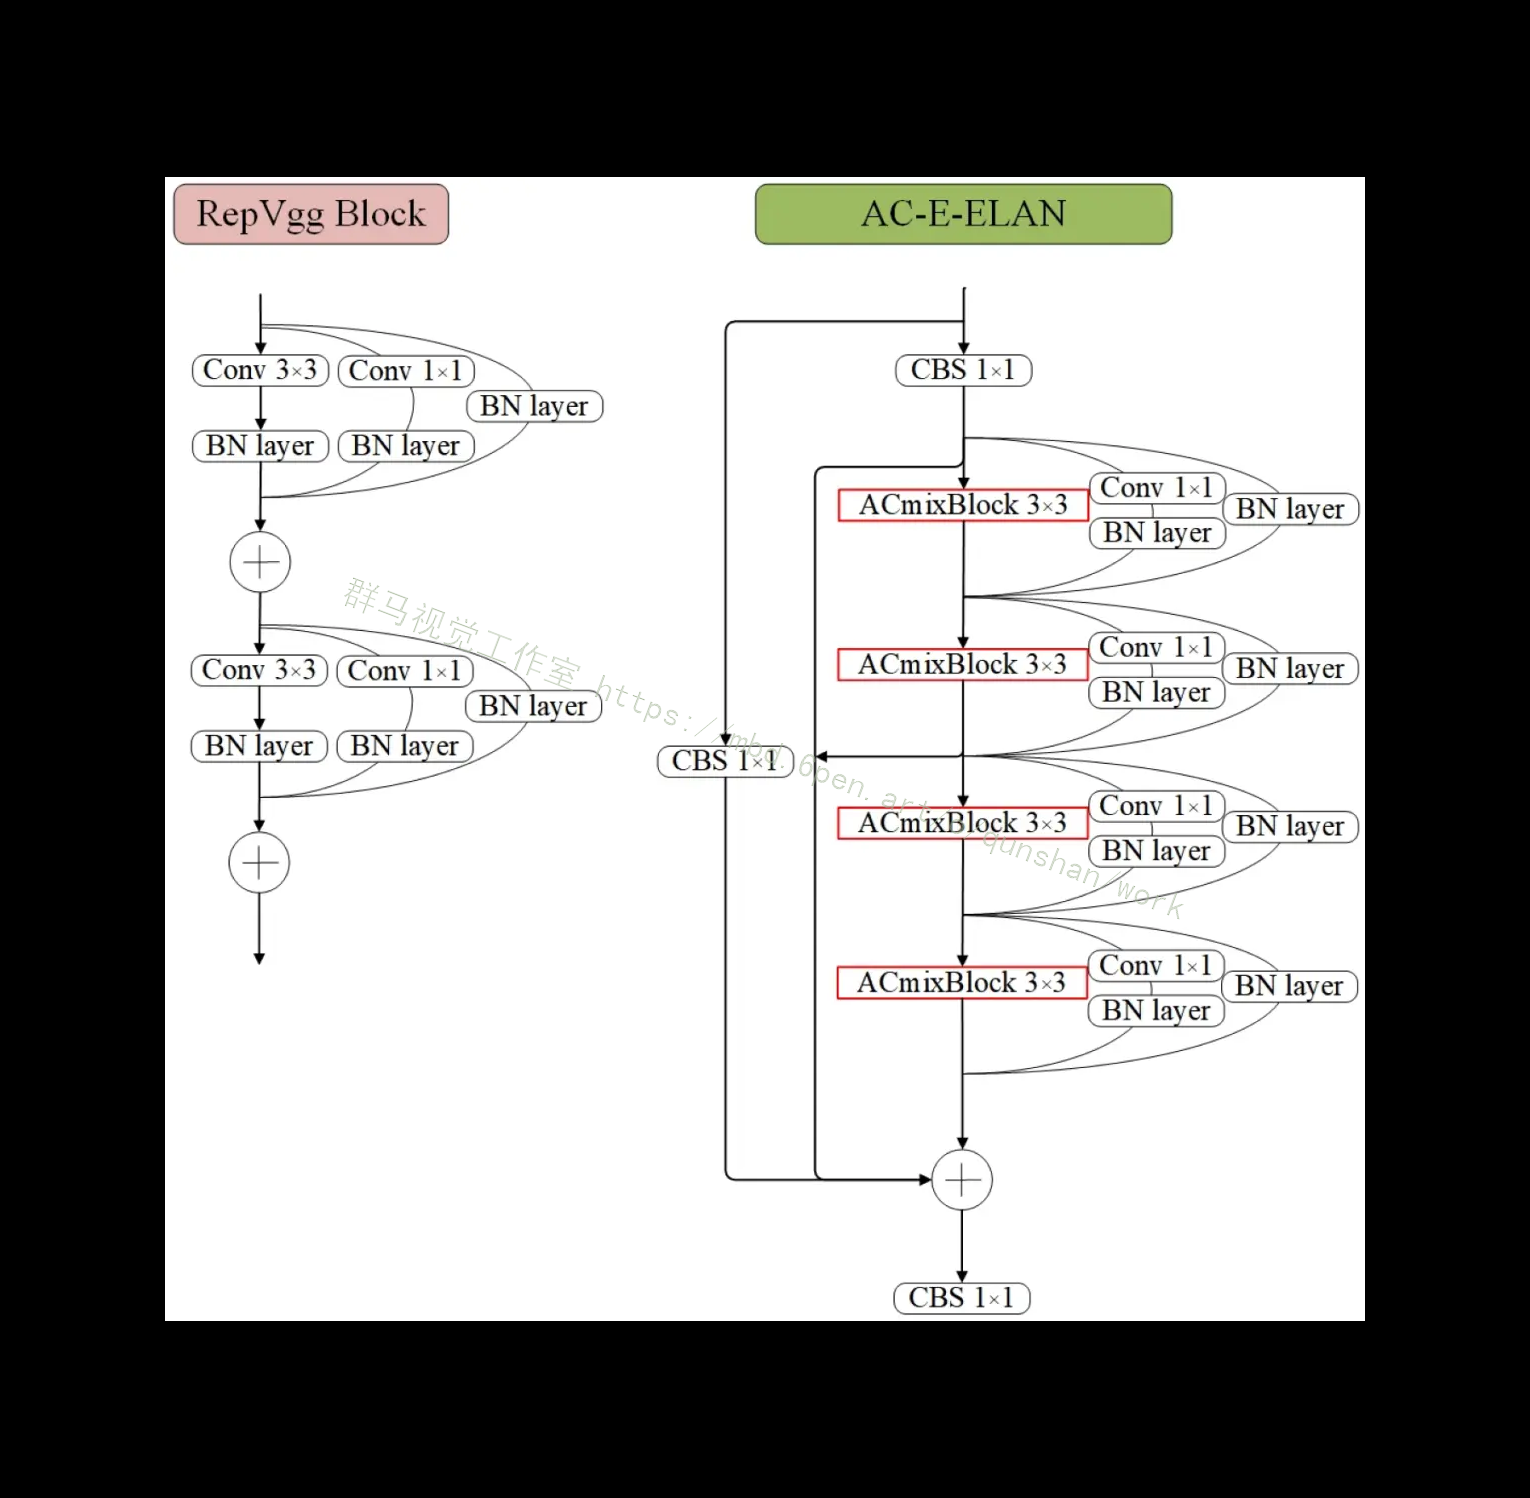 RepVgg Block
Conv 3×3
Conv 1×1
BN layer
BN layer
BN layer
Conv 3×3
Conv 1×1
BN layer
BN layer
BN layer
AC-E-ELAN
CBS 1×1
ACmixBlock 3×3
Conv 1×1
BN layer
BN layer
ACmixBlock 3×3
Conv 1×1
BN layer
BN layer
CBS 1×1
ACmixBlock 3×3
Conv 1×1
BN layer
BN layer
ACmixBlock 3×3
Conv 1×1
BN layer
BN layer
CBS 1×1
群马视觉工作室 https://mbd.6pen.art/o/qunshan/work